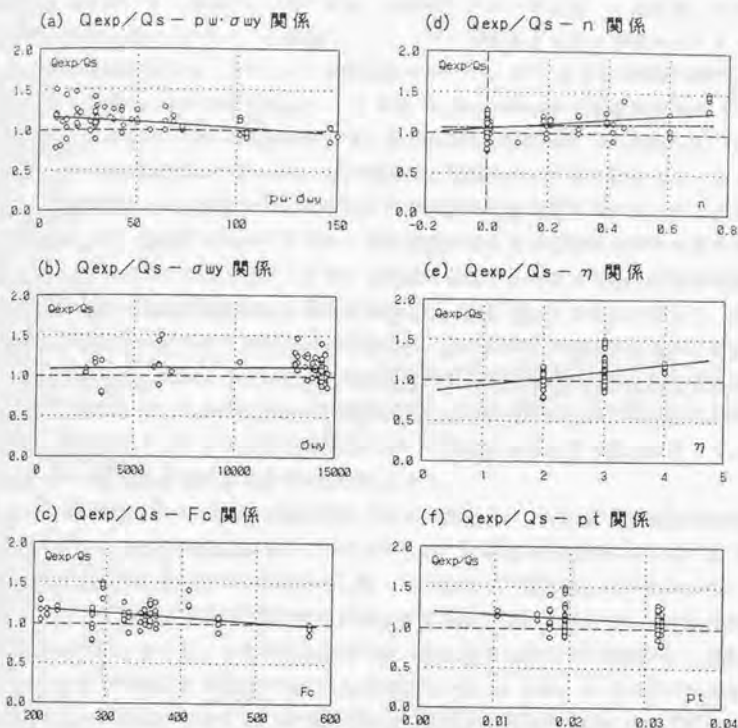 (a) Qexp/Qs－pw・σwy 関係
2.0
Qexp/Qs
1.5
1.0
0.5
pw・σwy
0.0
0 50 100 150
(b) Qexp/Qs－σwy 関係
2.0
Qexp/Qs
1.5
1.0
0.5
σwy
0.0
0 5000 10000 15000
(c) Qexp/Qs－Fc 関係
2.0
Qexp/Qs
1.5
1.0
0.5
Fc
0.0
200 300 400 500 600
(d) Qexp/Qs－n 関係
2.0
Qexp/Qs
1.5
1.0
0.5
n
0.0
-0.2 0.0 0.2 0.4 0.6 0.8
(e) Qexp/Qs－η 関係
2.0
Qexp/Qs
1.5
1.0
0.5
η
0.0
0 1 2 3 4 5
(f) Qexp/Qs－pt 関係
2.0
Qexp/Qs
1.5
1.0
0.5
pt
0.0
0.00 0.01 0.02 0.03 0.04